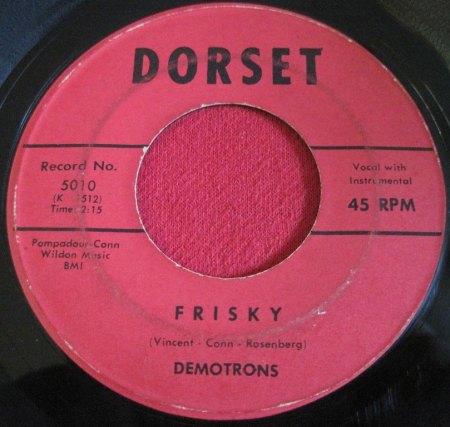 DORSET
Record No.
5010
(K 1512)
Time: 2:15
Vocal with
Instrumental
45 RPM
Pompadour-Conn
Wildon Music
BMI
FRISKY
(Vincent - Conn - Rosenberg)
DEMOTRONS